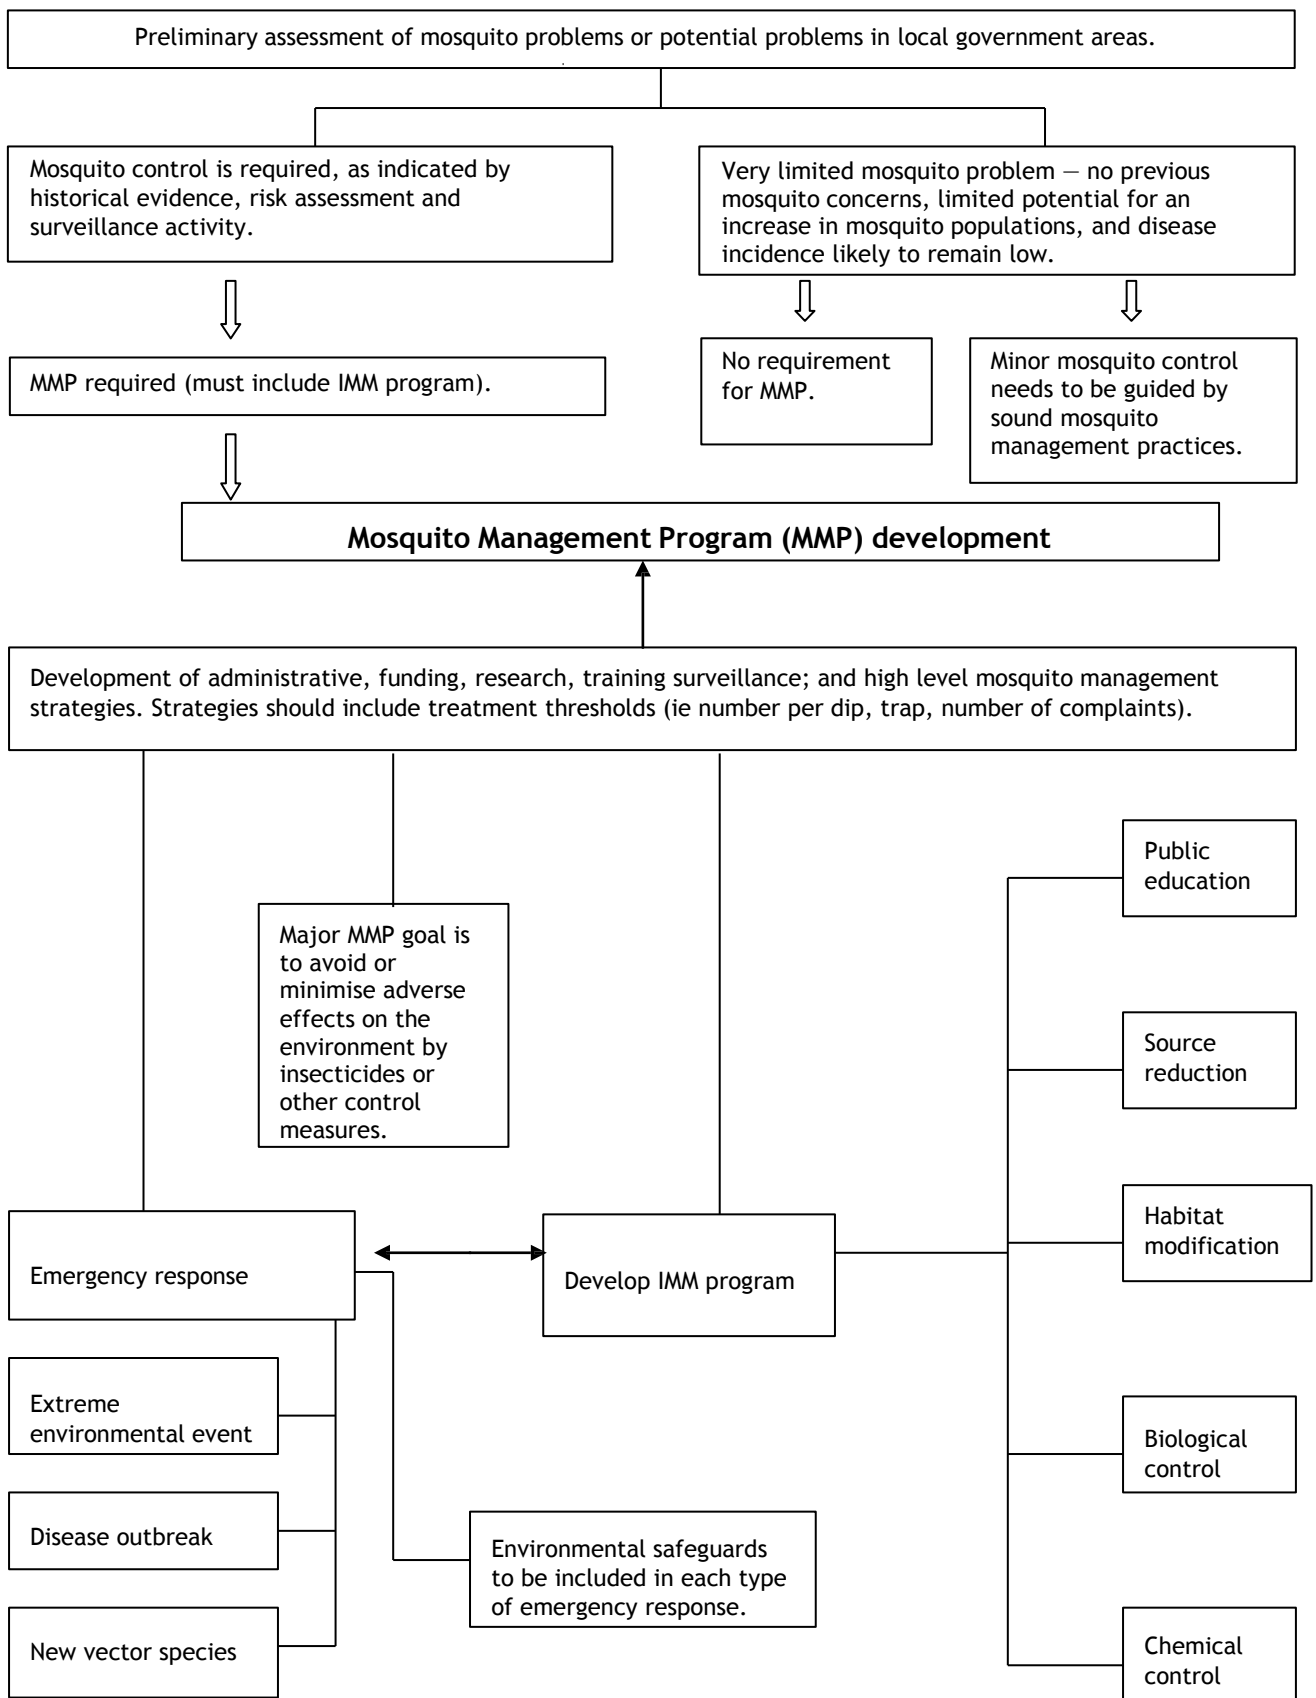 Preliminary assessment of mosquito problems or potential problems in local government areas.
Mosquito control is required, as indicated by
historical evidence, risk assessment and
surveillance activity.
Very limited mosquito problem — no previous
mosquito concerns, limited potential for an
increase in mosquito populations, and disease
incidence likely to remain low.
MMP required (must include IMM program).
No requirement
for MMP.
Minor mosquito control
needs to be guided by
sound mosquito
management practices.
Mosquito Management Program (MMP) development
Development of administrative, funding, research, training surveillance; and high level mosquito management
strategies. Strategies should include treatment thresholds (ie number per dip, trap, number of complaints).
Public
education
Major MMP goal is
to avoid or
minimise adverse
effects on the
environment by
insecticides or
other control
measures.
Source
reduction
Habitat
modification
Emergency response
Develop IMM program
Extreme
environmental event
Biological
control
Disease outbreak
Environmental safeguards
to be included in each type
of emergency response.
New vector species
Chemical
control